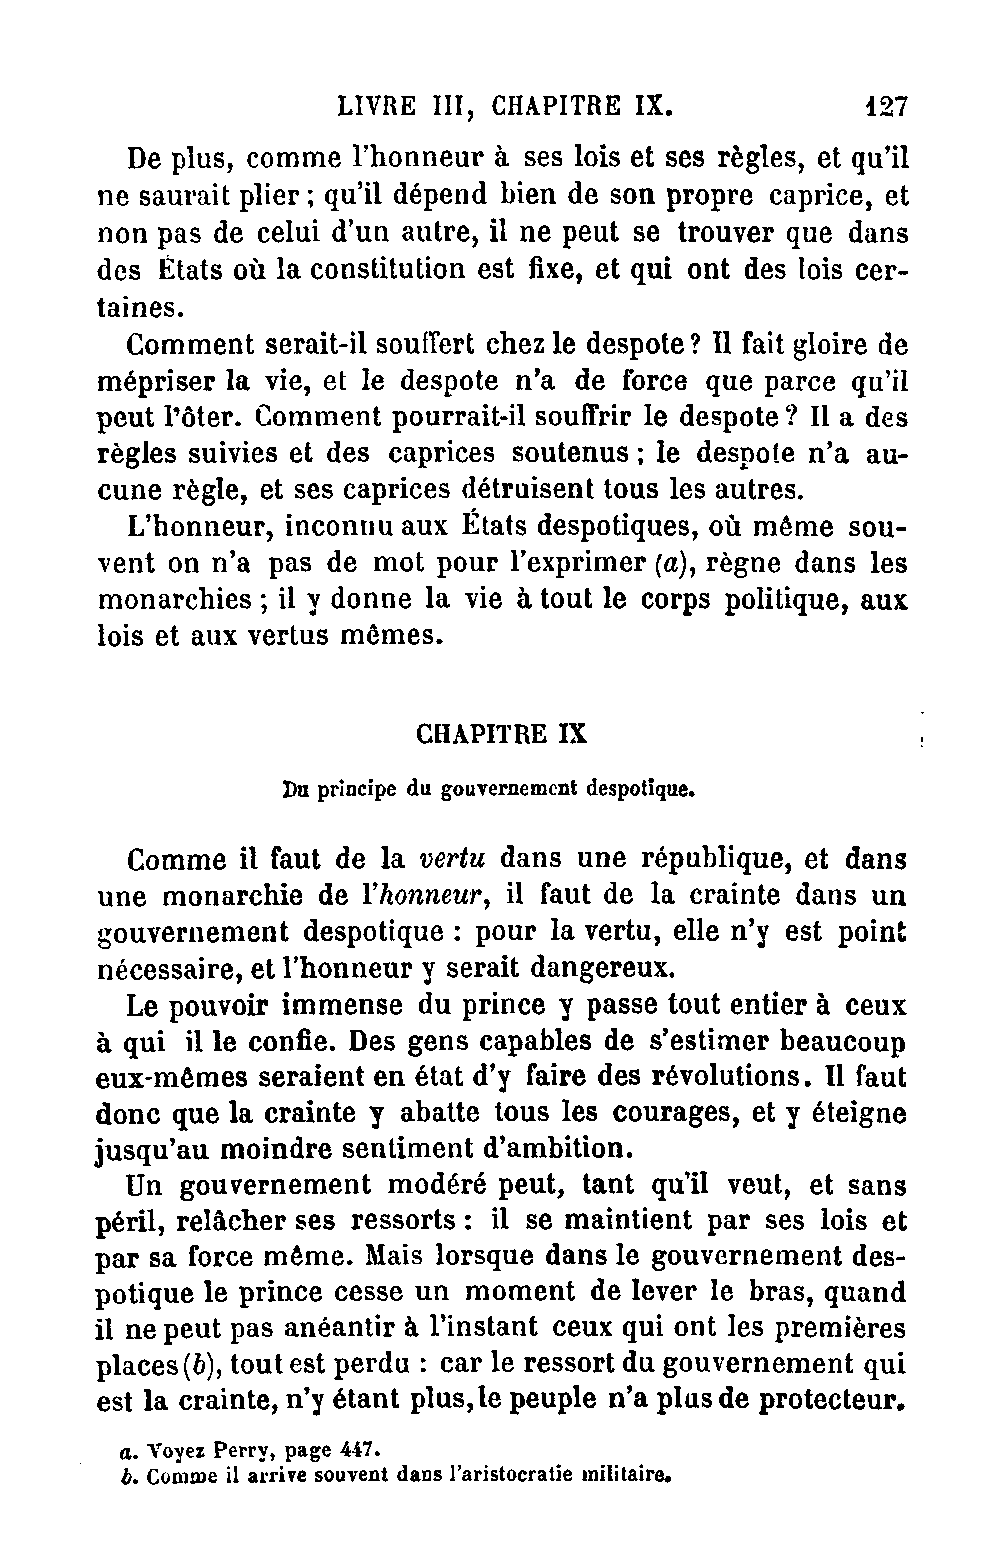 LIVRE III, CHAPITRE IX. 127
De plus, comme l'honneur à ses lois et ses règles, et qu'il
ne saurait plier ; qu'il dépend bien de son propre caprice, et
non pas de celui d'un autre, il ne peut se trouver que dans
des États où la constitution est fixe, et qui ont des lois cer-
taines.
Comment serait-il souffert chez le despote ? Il fait gloire de
mépriser la vie, et le despote n'a de force que parce qu'il
peut l'ôter. Comment pourrait-il souffrir le despote ? Il a des
règles suivies et des caprices soutenus ; le despote n'a au-
cune règle, et ses caprices détruisent tous les autres.
L'honneur, inconnu aux États despotiques, où même sou-
vent on n'a pas de mot pour l'exprimer (a), règne dans les
monarchies ; il y donne la vie à tout le corps politique, aux
lois et aux vertus mêmes.
CHAPITRE IX
Du principe du gouvernement despotique.
Comme il faut de la vertu dans une république, et dans
une monarchie de l'honneur, il faut de la crainte dans un
gouvernement despotique : pour la vertu, elle n'y est point
nécessaire, et l'honneur y serait dangereux.
Le pouvoir immense du prince y passe tout entier à ceux
à qui il le confie. Des gens capables de s'estimer beaucoup
eux-mêmes seraient en état d'y faire des révolutions. Il faut
donc que la crainte y abatte tous les courages, et y éteigne
jusqu'au moindre sentiment d'ambition.
Un gouvernement modéré peut, tant qu'il veut, et sans
péril, relâcher ses ressorts : il se maintient par ses lois et
par sa force même. Mais lorsque dans le gouvernement des-
potique le prince cesse un moment de lever le bras, quand
il ne peut pas anéantir à l'instant ceux qui ont les premières
places (b), tout est perdu : car le ressort du gouvernement qui
est la crainte, n'y étant plus, le peuple n'a plus de protecteur.
a. Voyez Perry, page 447.
b. Comme il arrive souvent dans l'aristocratie militaire.